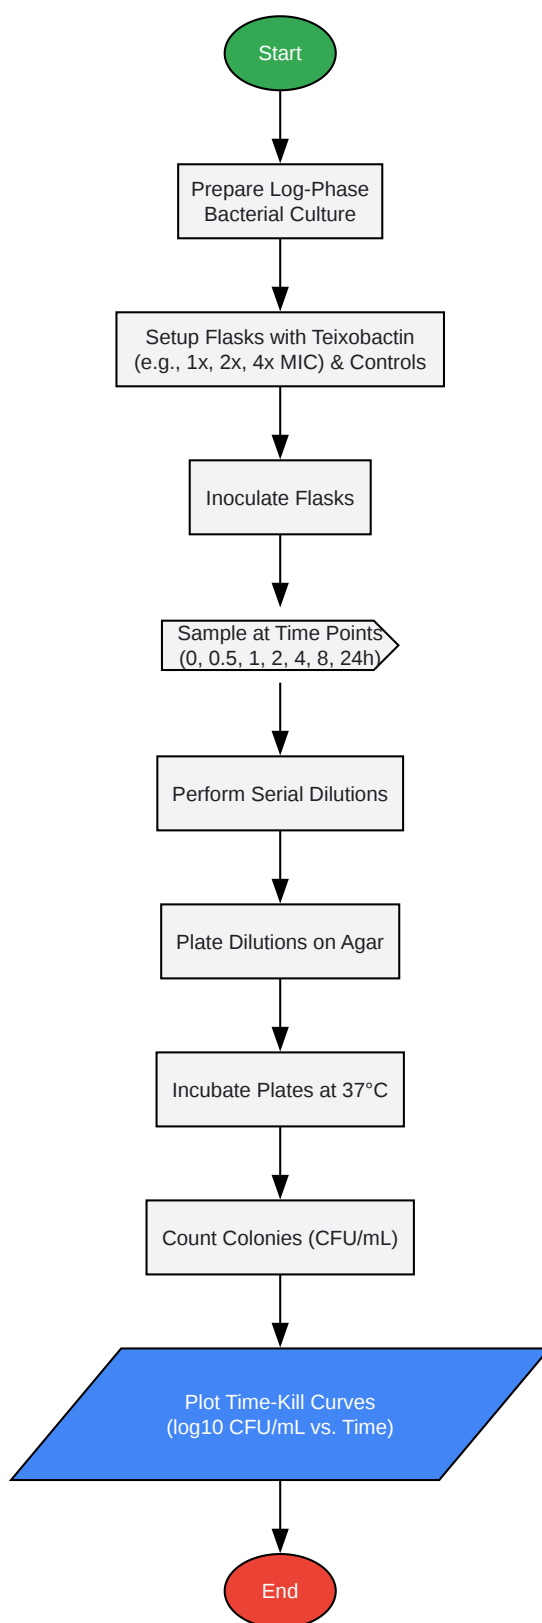 Start
Prepare Log-Phase
Bacterial Culture
Setup Flasks with Teixobactin
(e.g., 1x, 2x, 4x MIC) & Controls
Inoculate Flasks
Sample at Time Points
(0, 0.5, 1, 2, 4, 8, 24h)
Perform Serial Dilutions
Plate Dilutions on Agar
Incubate Plates at 37°C
Count Colonies (CFU/mL)
Plot Time-Kill Curves
(log10 CFU/mL vs. Time)
End